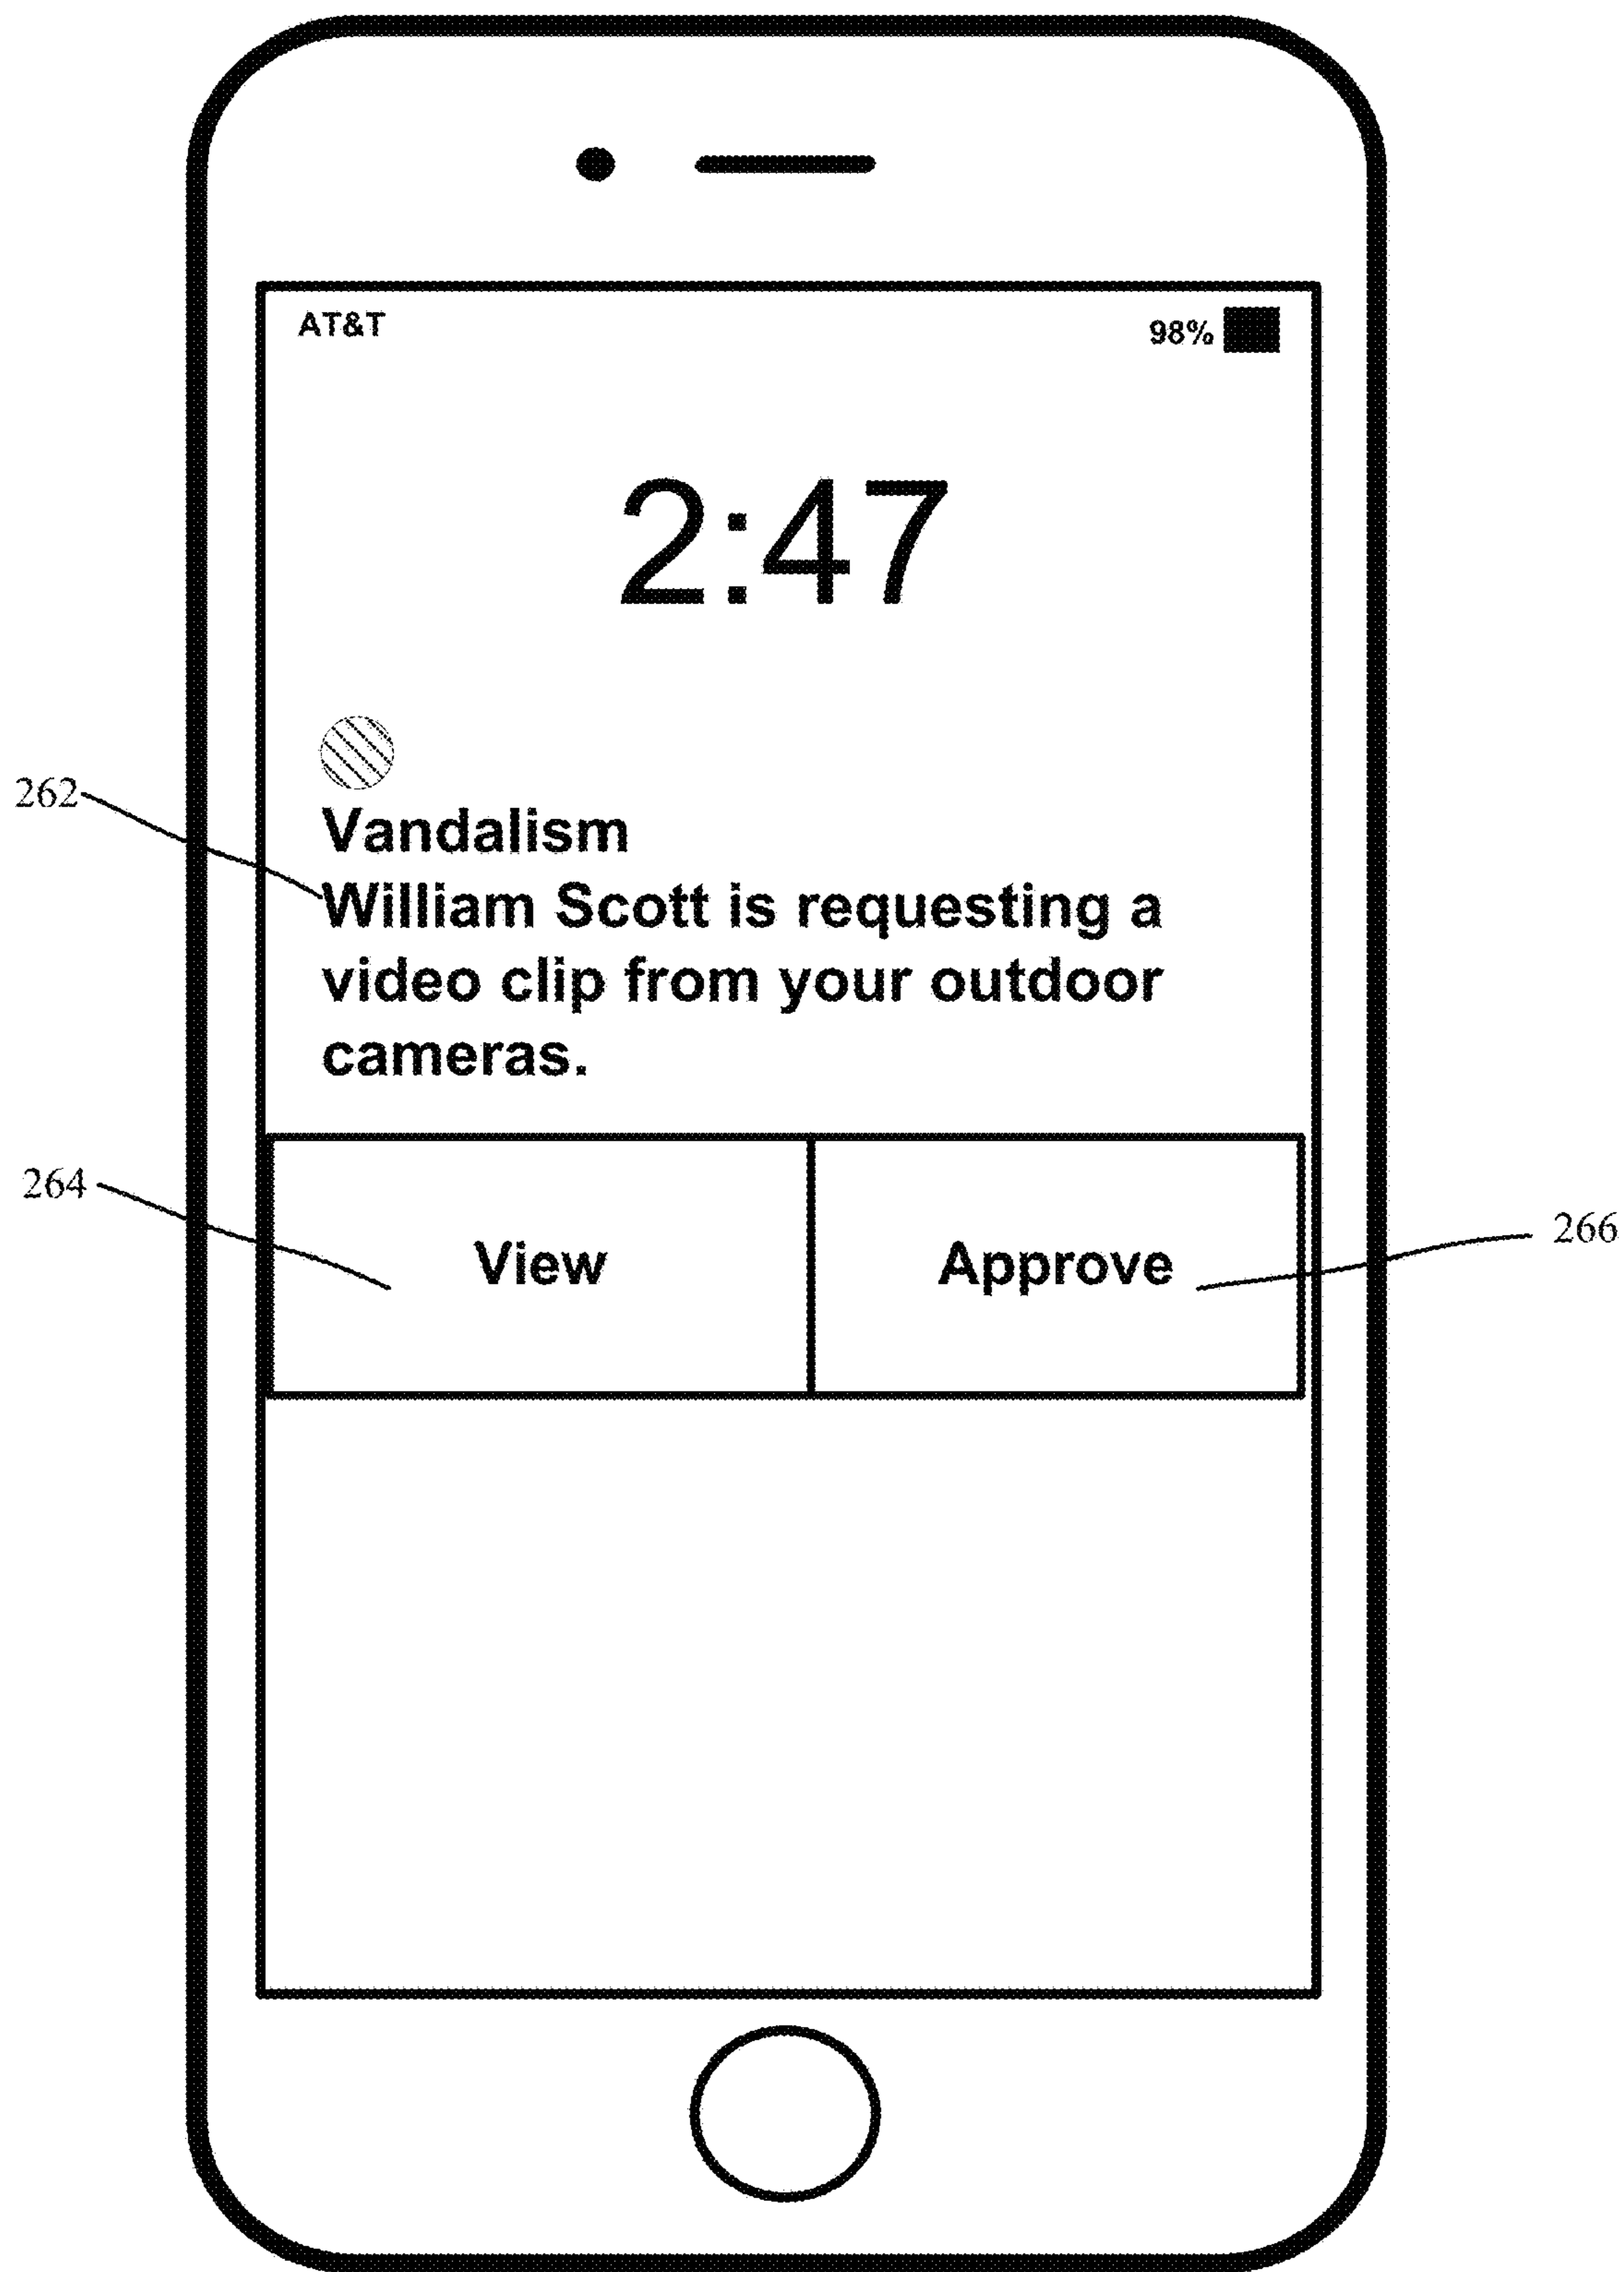 AT&T
98%
2:47
262
Vandalism
William Scott is requesting a
video clip from your outdoor
cameras.
264
View
Approve
266